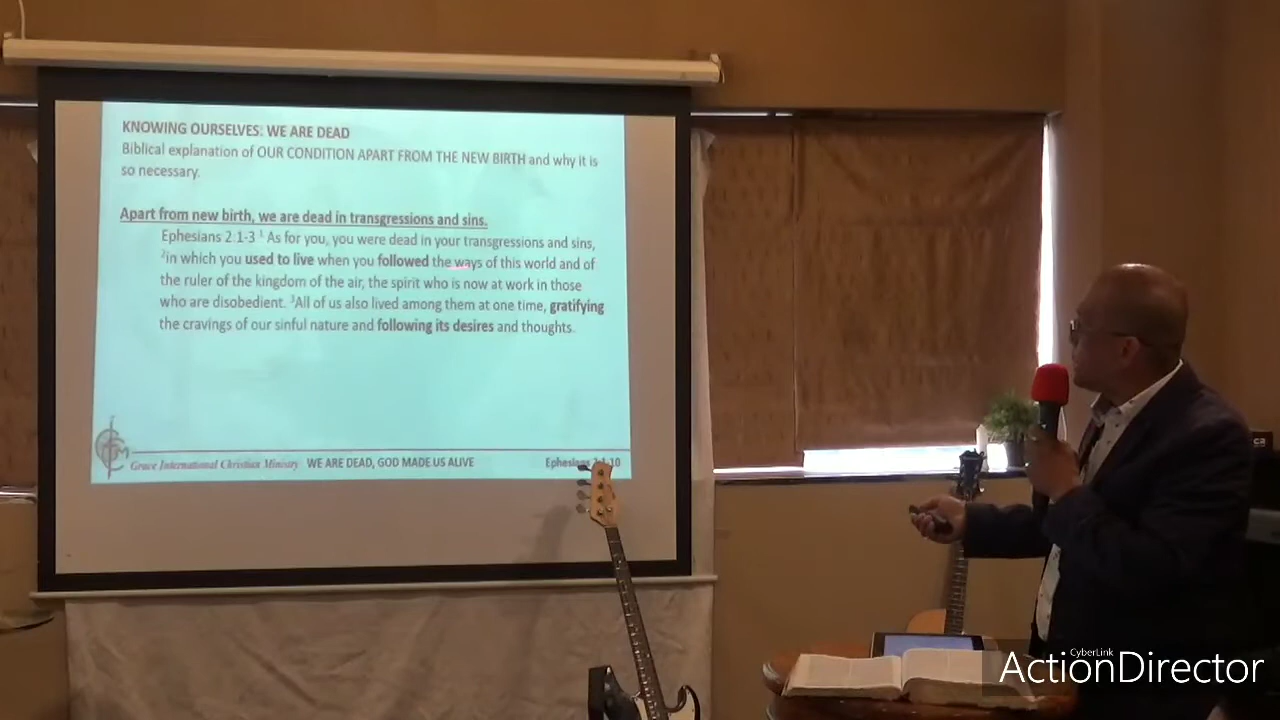 KNOWING OURSELVES: WE ARE DEAD
Biblical explanation of OUR CONDITION APART FROM THE NEW BIRTH and why it is
so necessary.
Apart from new birth, we are dead in transgressions and sins.
Ephesians 2:1-3 ¹ As for you, you were dead in your transgressions and sins,
²in which you used to live when you followed the ways of this world and of
the ruler of the kingdom of the air, the spirit who is now at work in those
who are disobedient. ³All of us also lived among them at one time, gratifying
the cravings of our sinful nature and following its desires and thoughts.
Grace International Christian Ministry WE ARE DEAD, GOD MADE US ALIVE Ephesians 2:1-10
CyberLink
ActionDirector